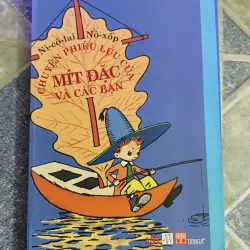 Ni-cô-lai Nô-xốp
CHUYỆN PHIÊU LƯU CỦA
MÍT ĐẶC
VÀ CÁC BẠN